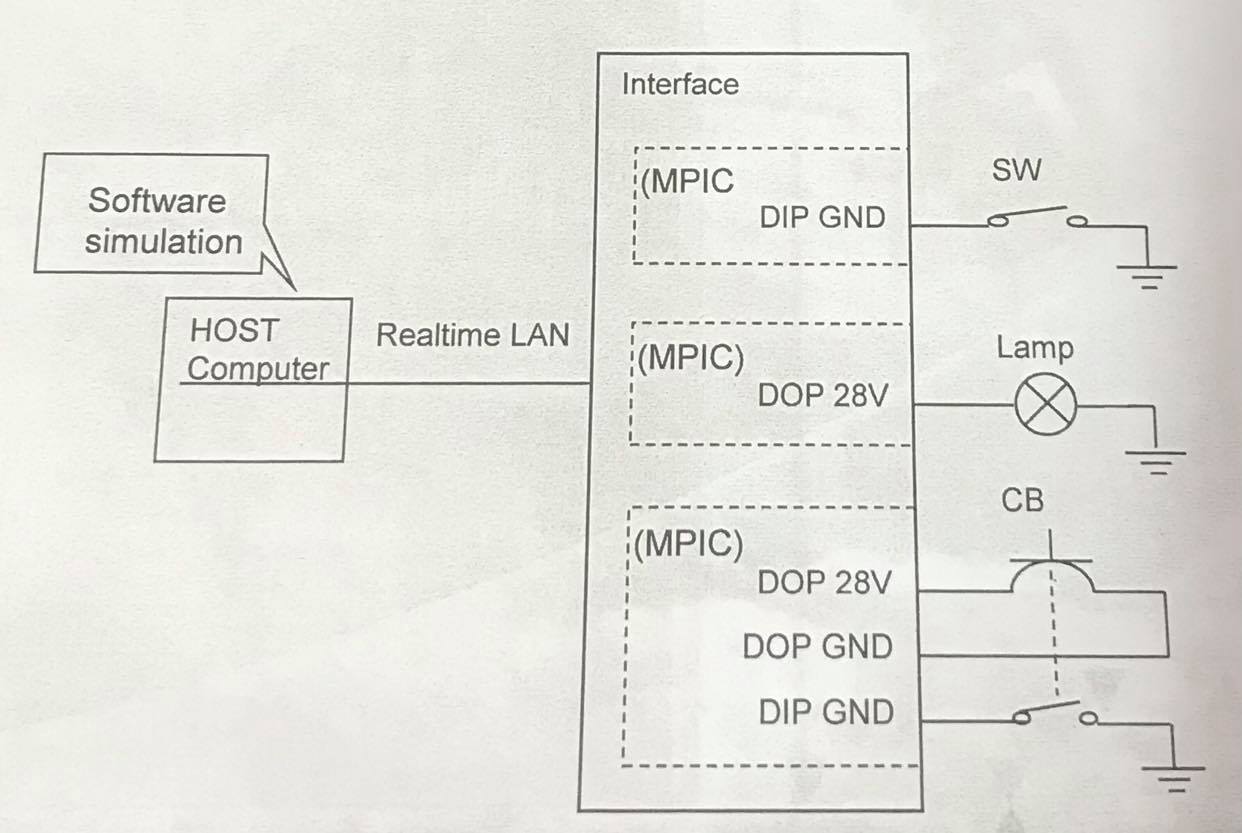 Interface
(MPIC
DIP GND
SW
Software
simulation
HOST
Computer
Realtime LAN
(MPIC)
DOP 28V
Lamp
(MPIC)
DOP 28V
DOP GND
DIP GND
CB